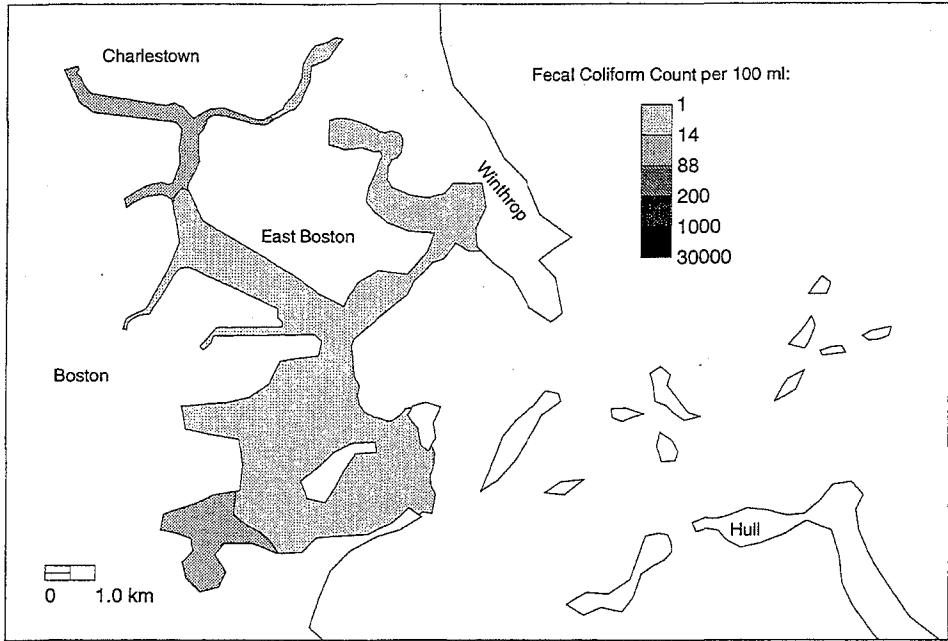 Charlestown
Fecal Coliform Count per 100 ml:
1
14
88
200
1000
30000
Winthrop
East Boston
Boston
Hull
0 1.0 km